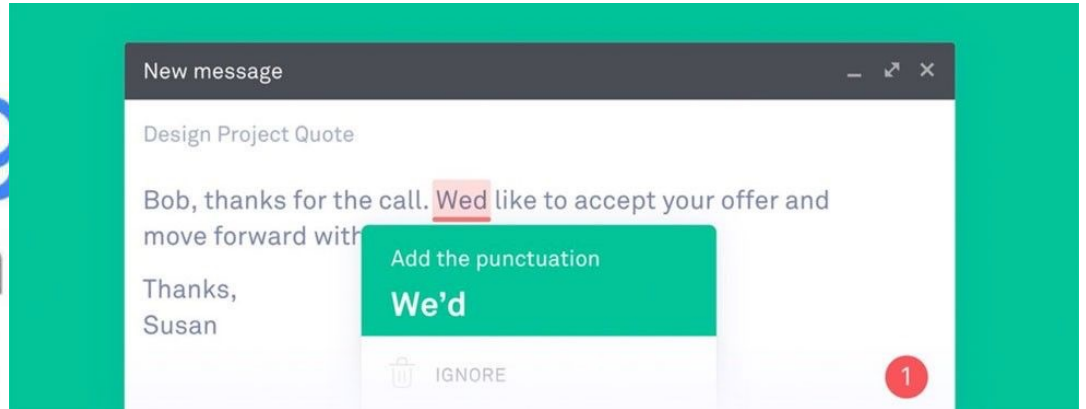 New message
Design Project Quote
Bob, thanks for the call. Wed like to accept your offer and
move forward with
Add the punctuation
We’d
Thanks,
Susan
IGNORE
1